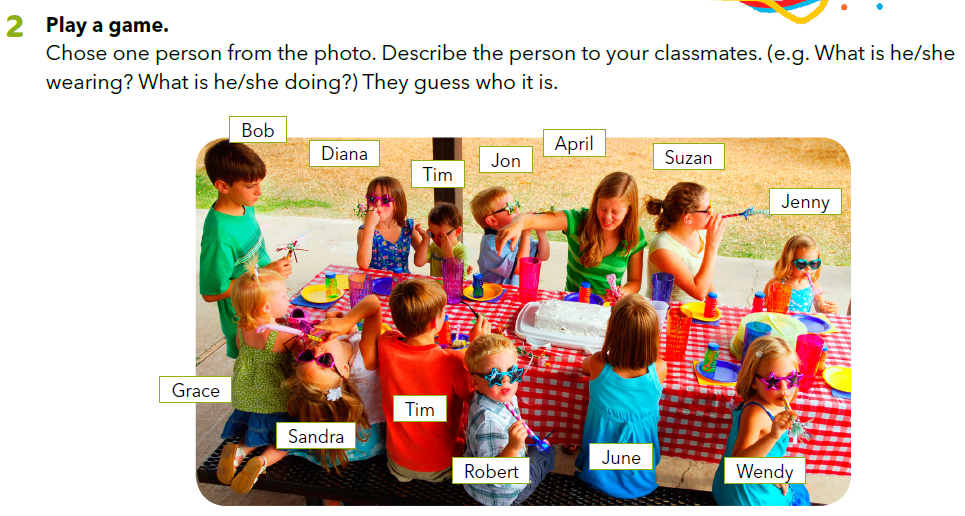 2 Play a game.
Chose one person from the photo. Describe the person to your classmates. (e.g. What is he/she
wearing? What is he/she doing?) They guess who it is.
Bob
Diana
Tim
Jon
April
Suzan
Jenny
Grace
Sandra
Tim
Robert
June
Wendy